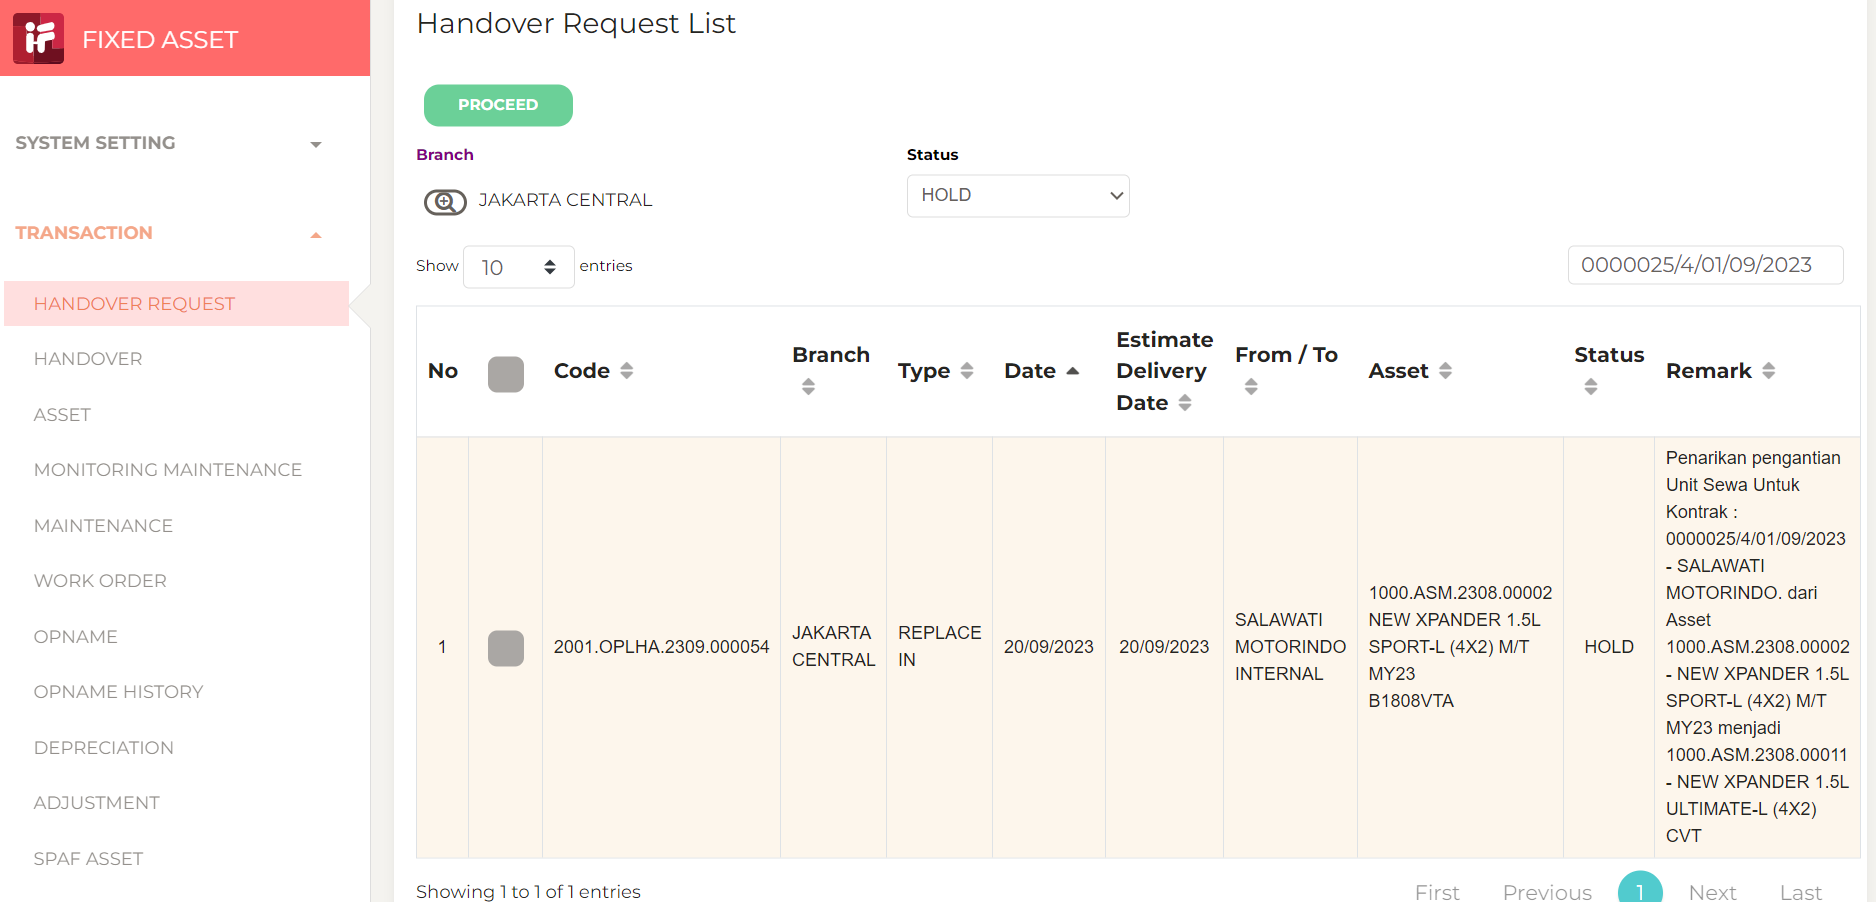 iF
FIXED ASSET
SYSTEM SETTING
TRANSACTION
HANDOVER REQUEST
HANDOVER
ASSET
MONITORING MAINTENANCE
MAINTENANCE
WORK ORDER
OPNAME
OPNAME HISTORY
DEPRECIATION
ADJUSTMENT
SPAF ASSET
Handover Request List
PROCEED
Branch
JAKARTA CENTRAL
Status
HOLD
Show 10 entries
0000025/4/01/09/2023
No
Code
Branch
Type
Date
Estimate
Delivery
Date
From / To
Asset
Status
Remark
1
2001.OPLHA.2309.000054
JAKARTA
CENTRAL
REPLACE
IN
20/09/2023
20/09/2023
SALAWATI
MOTORINDO
INTERNAL
1000.ASM.2308.00002
NEW XPANDER 1.5L
SPORT-L (4X2) M/T
MY23
B1808VTA
HOLD
Penarikan pengantian
Unit Sewa Untuk
Kontrak :
0000025/4/01/09/2023
- SALAWATI
MOTORINDO. dari
Asset
1000.ASM.2308.00002
- NEW XPANDER 1.5L
SPORT-L (4X2) M/T
MY23 menjadi
1000.ASM.2308.00011
- NEW XPANDER 1.5L
ULTIMATE-L (4X2)
CVT
Showing 1 to 1 of 1 entries
First Previous 1 Next Last